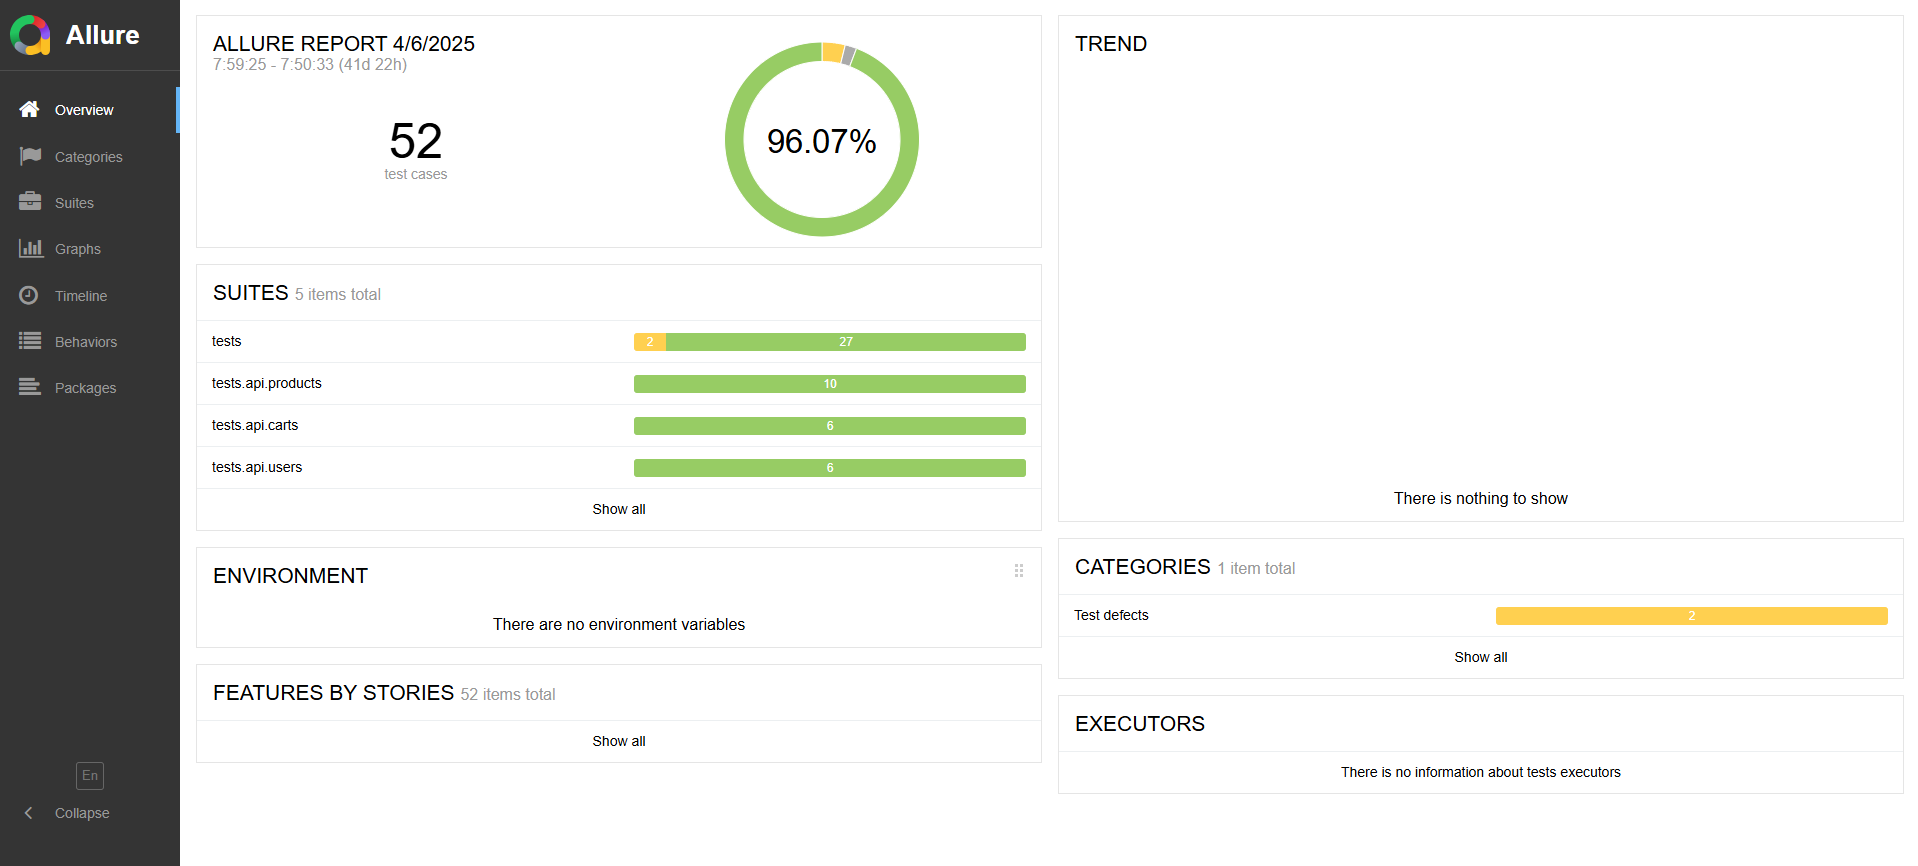 Allure
Overview
Categories
Suites
Graphs
Timeline
Behaviors
Packages
En
Collapse
ALLURE REPORT 4/6/2025
7:59:25 - 7:50:33 (41d 22h)
52
test cases
96.07%
SUITES 5 items total
tests 2 27
tests.api.products 10
tests.api.carts 6
tests.api.users 6
Show all
ENVIRONMENT
There are no environment variables
FEATURES BY STORIES 52 items total
Show all
TREND
There is nothing to show
CATEGORIES 1 item total
Test defects 2
Show all
EXECUTORS
There is no information about tests executors